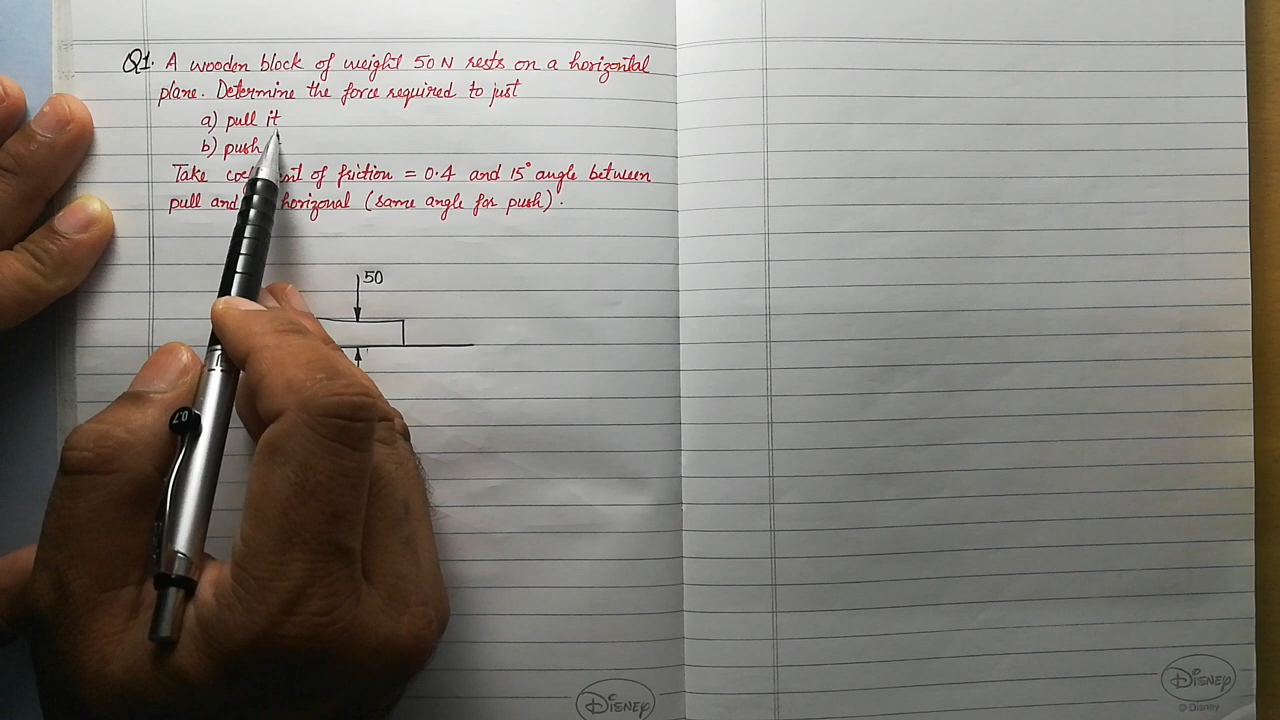 Q1. A wooden block of weight 50 N rests on a horizontal
plane. Determine the force required to just
a) pull it
b) push
Take of friction = 0.4 and 15° angle between
pull and horizonal (same angle for push).
50
0.7
DISNEY
DISNEY
© Disney